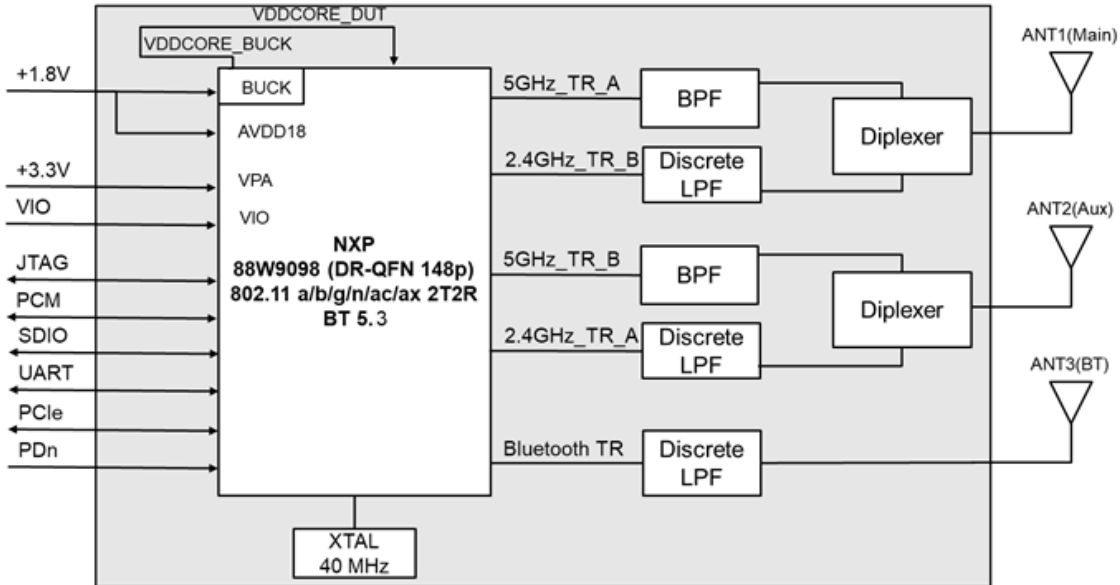 VDDCORE_DUT
VDDCORE_BUCK
ANT1(Main)
+1.8V
BUCK
5GHz_TR_A
BPF
AVDD18
Diplexer
2.4GHz_TR_B
Discrete
LPF
+3.3V
VPA
VIO
VIO
ANT2(Aux)
NXP
88W9098 (DR-QFN 148p)
802.11 a/b/g/n/ac/ax 2T2R
BT 5.3
5GHz_TR_B
BPF
JTAG
PCM
Diplexer
SDIO
2.4GHz_TR_A
Discrete
LPF
UART
ANT3(BT)
PCIe
PDn
Bluetooth TR
Discrete
LPF
XTAL
40 MHz